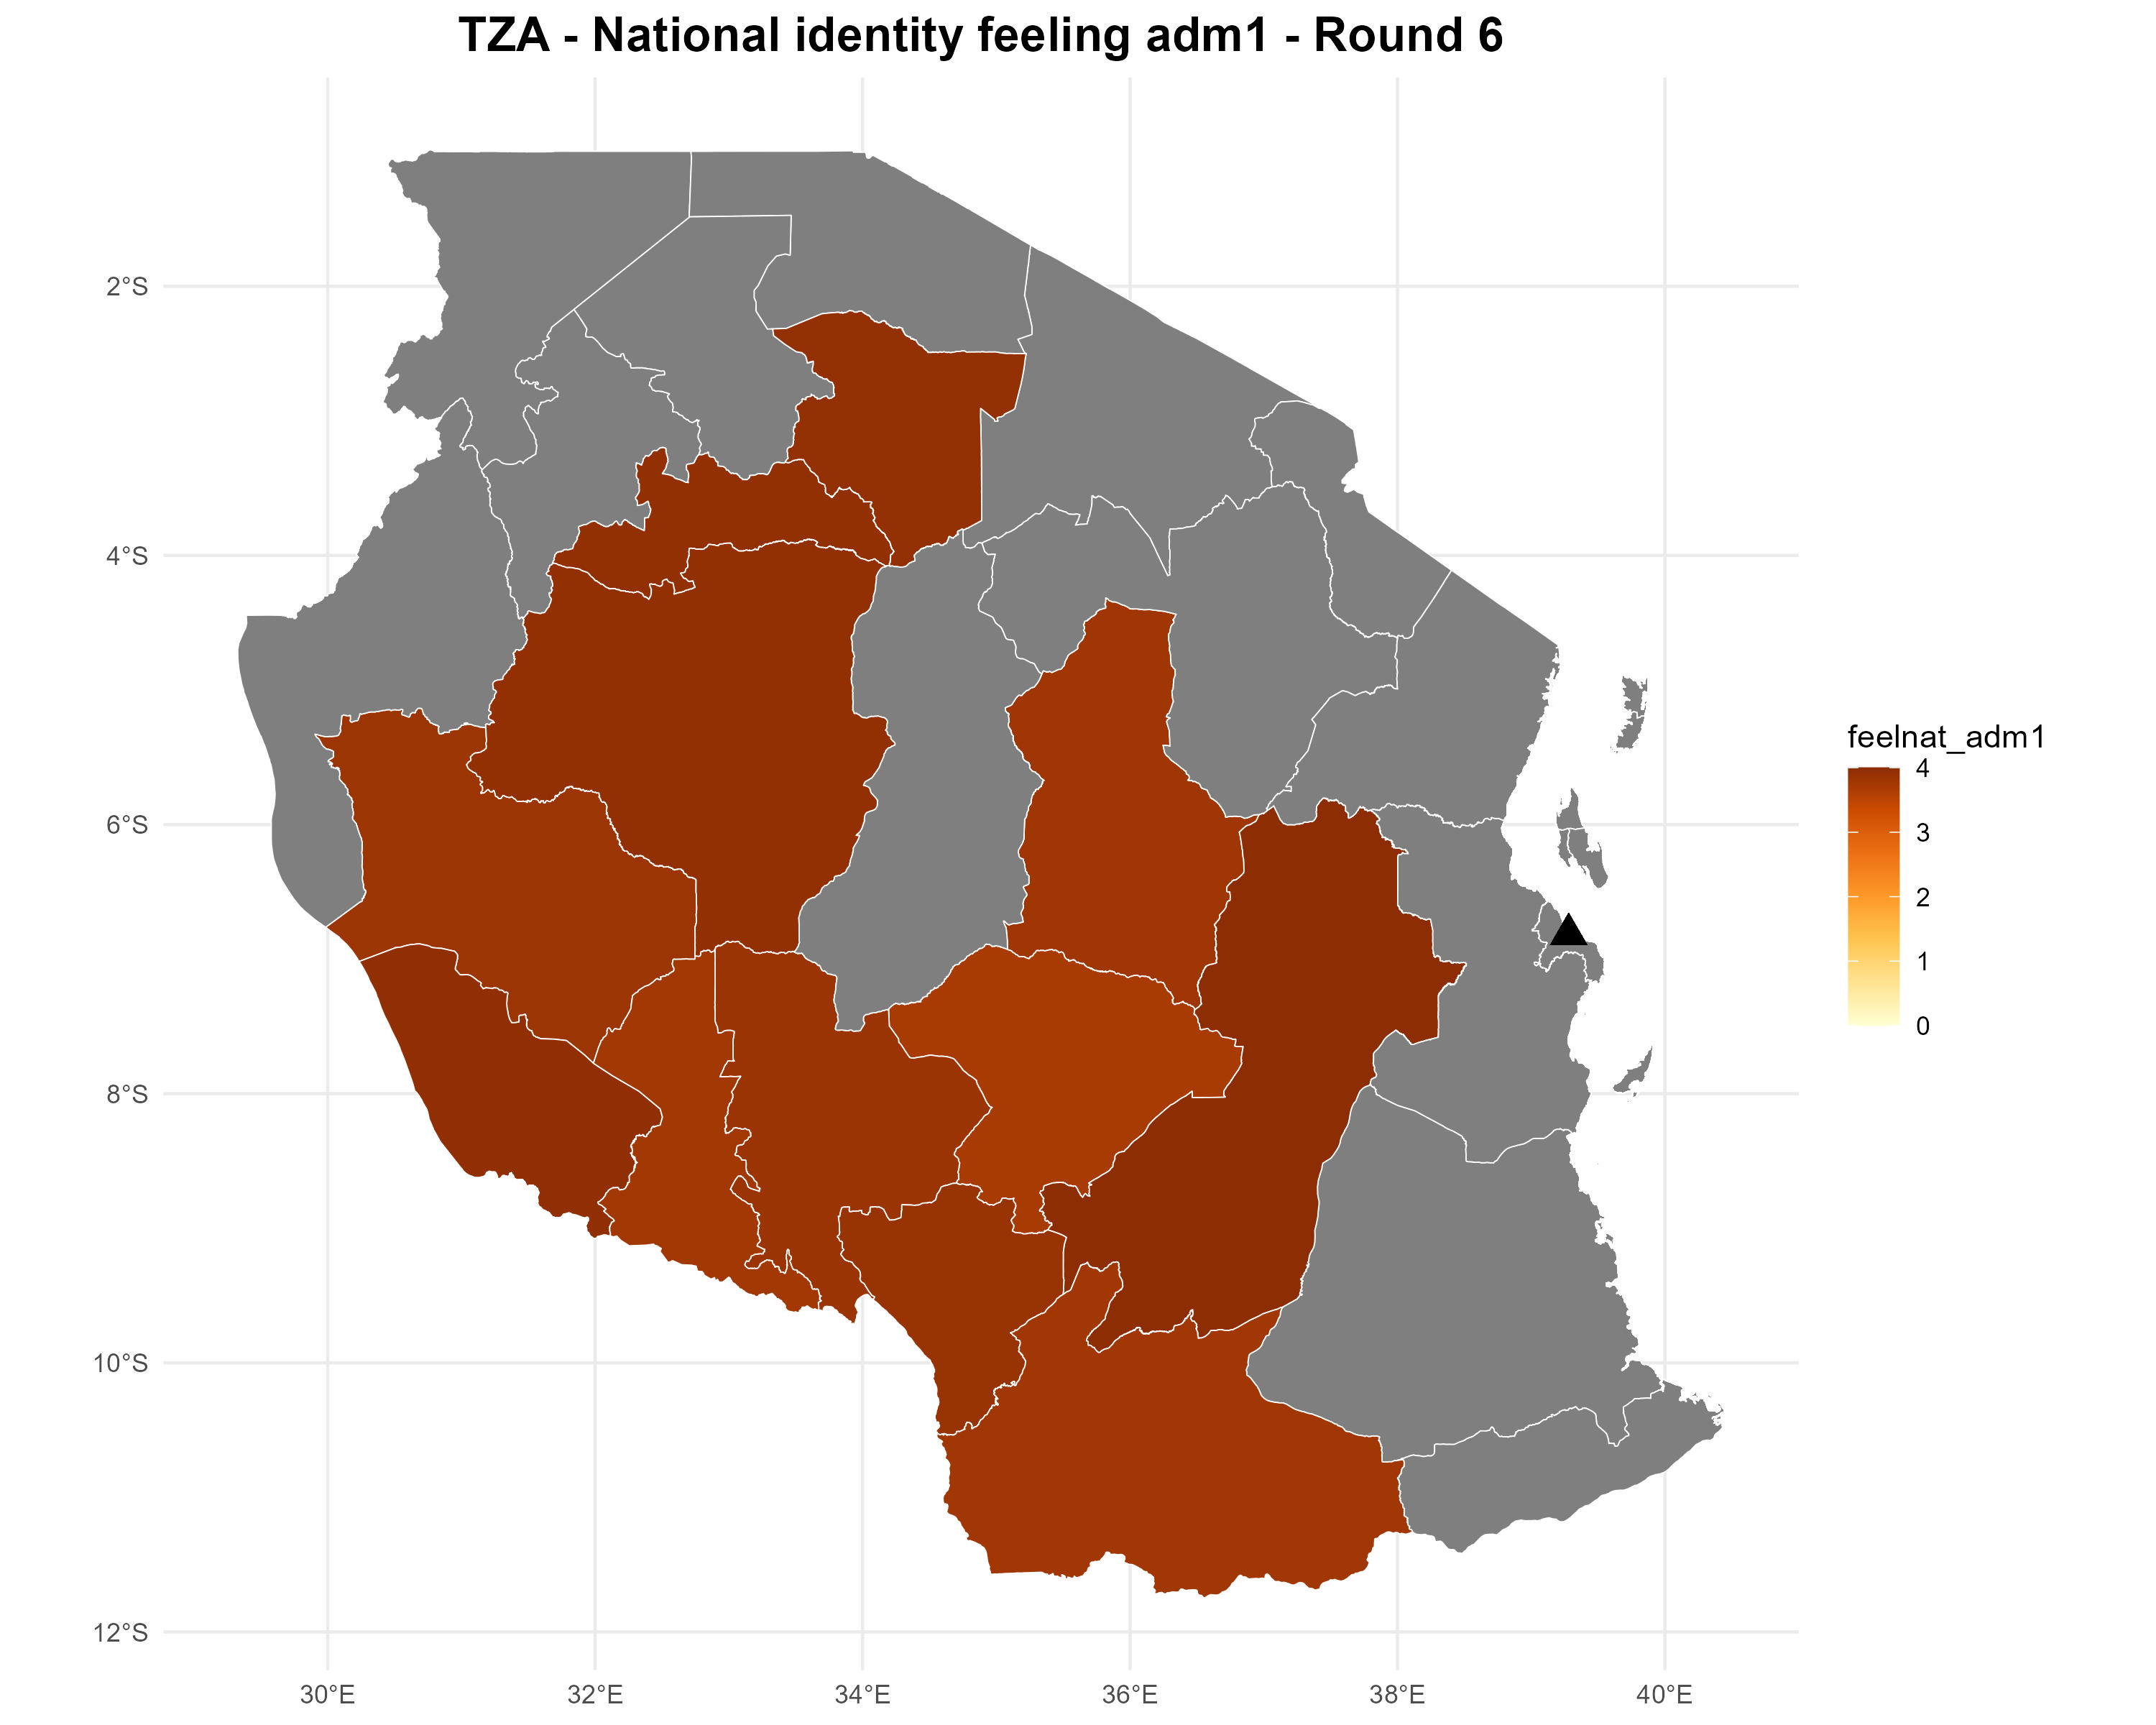 TZA - National identity feeling adm1 - Round 6
2°S
4°S
6°S
8°S
10°S
12°S
30°E
32°E
34°E
36°E
38°E
40°E
feelnat_adm1
4
3
2
1
0